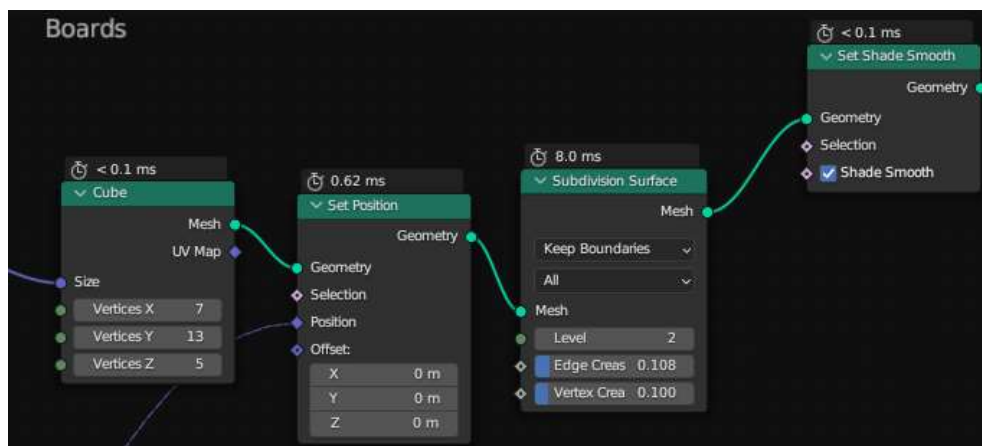 Boards
< 0.1 ms
Cube
Mesh
UV Map
Size
Vertices X 7
Vertices Y 13
Vertices Z 5
0.62 ms
Set Position
Geometry
Geometry
Selection
Position
Offset:
X 0 m
Y 0 m
Z 0 m
8.0 ms
Subdivision Surface
Mesh
Keep Boundaries
All
Mesh
Level 2
Edge Creas 0.108
Vertex Crea 0.100
< 0.1 ms
Set Shade Smooth
Geometry
Geometry
Selection
Shade Smooth